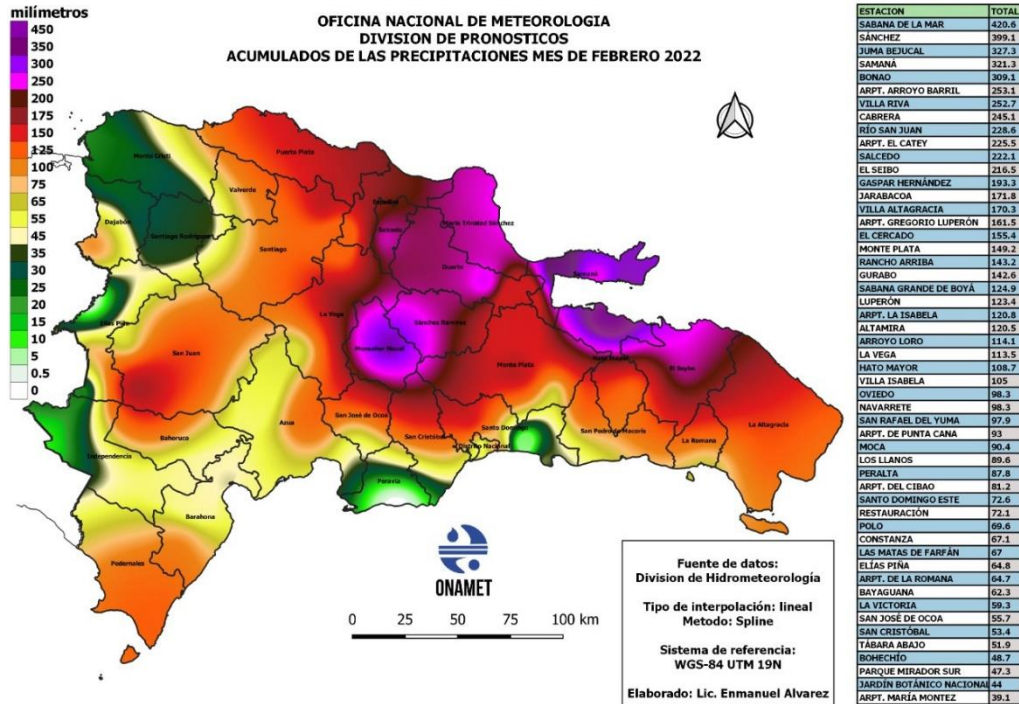 milímetros
450
350
300
250
200
175
150
125
100
75
65
55
45
35
30
20
15
10
5
0.5
0
OFICINA NACIONAL DE METEOROLOGIA
DIVISION DE PRONOSTICOS
ACUMULADOS DE LAS PRECIPITACIONES MES DE FEBRERO 2022
Monte Cristi
Puerto Plata
Valverde
Dajabón
Santiago Rodríguez
Santiago
Espaillat
Salcedo
María Trinidad Sánchez
Duarte
Samaná
Elías Piña
La Vega
Sánchez Ramírez
Monseñor Nouel
San Juan
Monte Plata
Hato Mayor
El Seybo
San José de Ocoa
Azua
Santo Domingo
San Pedro de Macorís
La Altagracia
San Cristóbal
Distrito Nacional
La Romana
Bahoruco
Independencia
Peravia
Barahona
Pedernales
ONAMET
0 25 50 75 100 km
Fuente de datos:
Division de Hidrometeorología
Tipo de interpolación: lineal
Metodo: Spline
Sistema de referencia:
WGS-84 UTM 19N
Elaborado: Lic. Enmanuel Alvarez
ESTACION TOTAL
SABANA DE LA MAR 420.6
SÁNCHEZ 399.1
JUMA BEJUCAL 327.3
SAMANÁ 321.3
BONAO 309.1
ARPT. ARROYO BARRIL 253.1
VILLA RIVA 252.7
CABRERA 245.1
RÍO SAN JUAN 228.6
ARPT. EL CATEY 225.5
SALCEDO 222.1
EL SEIBO 216.5
GASPAR HERNÁNDEZ 193.3
JARABACOA 171.8
VILLA ALTAGRACIA 170.3
ARPT. GREGORIO LUPERÓN 161.5
EL CERCADO 155.4
MONTE PLATA 149.2
RANCHO ARRIBA 143.2
GURABO 142.6
SABANA GRANDE DE BOYÁ 124.9
LUPERÓN 123.4
ARPT. LA ISABELA 120.8
ALTAMIRA 120.5
ARROYO LORO 114.1
LA VEGA 113.5
HATO MAYOR 108.7
VILLA ISABELA 105
OVIEDO 98.3
NAVARRETE 98.3
SAN RAFAEL DEL YUMA 97.9
ARPT. DE PUNTA CANA 93
MOCA 90.4
LOS LLANOS 89.6
PERALTA 87.8
ARPT. DEL CIBAO 81.2
SANTO DOMINGO ESTE 72.6
RESTAURACIÓN 72.1
POLO 69.6
CONSTANZA 67.1
LAS MATAS DE FARFÁN 67
ELÍAS PIÑA 64.8
ARPT. DE LA ROMANA 64.7
BAYAGUANA 62.3
LA VICTORIA 59.3
SAN JOSÉ DE OCOA 55.7
SAN CRISTÓBAL 53.4
TÁBARA ABAJO 51.9
BOHECHÍO 48.7
PARQUE MIRADOR SUR 47.3
JARDÍN BOTÁNICO NACIONAL 44
ARPT. MARÍA MONTEZ 39.1